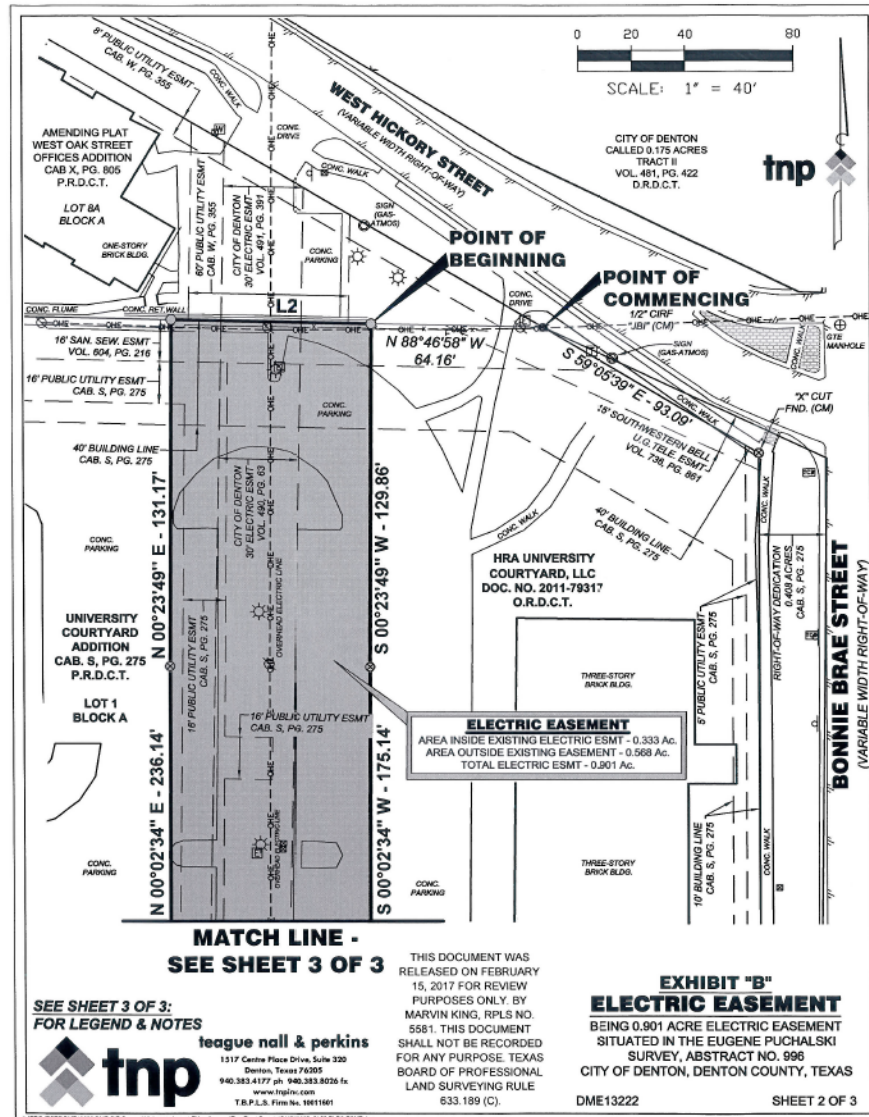 0 20 40 80
SCALE: 1" = 40'
8' PUBLIC UTILITY ESMT
CAB. W, PG. 355
CONC. WALK
WEST HICKORY STREET
(VARIABLE WIDTH RIGHT-OF-WAY)
AMENDING PLAT
WEST OAK STREET
OFFICES ADDITION
CAB X, PG. 805
P.R.D.C.T.
LOT 8A
BLOCK A
ONE-STORY
BRICK BLDG.
CONC.
DRIVE
CONC. WALK
CITY OF DENTON
CALLED 0.175 ACRES
TRACT II
VOL. 481, PG. 422
D.R.D.C.T.
tnp
60' PUBLIC UTILITY ESMT
CAB. W, PG. 355
CITY OF DENTON
30' ELECTRIC ESMT
VOL. 491, PG. 391
SIGN
(GAS-
ATMOS)
CONC.
PARKING
POINT OF
BEGINNING
POINT OF
COMMENCING
1/2" CIRF
"JBI" (CM)
CONC.
DRIVE
CONC. FLUME
CONC. RET. WALL
L2
OHE
N 88°46'58" W
64.16'
SIGN (GAS-ATMOS)
S 59°05'39" E - 93.09'
CONC. WALK
GTE
MANHOLE
"X" CUT
FND. (CM)
16' SAN. SEW. ESMT
VOL. 604, PG. 216
16' PUBLIC UTILITY ESMT
CAB. S, PG. 275
CONC.
PARKING
CONC. WALK
15' SOUTHWESTERN BELL
U.G. TELE. ESMT
VOL. 738, PG. 861
40' BUILDING LINE
CAB. S, PG. 275
CITY OF DENTON
30' ELECTRIC ESMT
VOL. 490, PG. 63
40' BUILDING LINE
CAB. S, PG. 275
CONC. WALK
CONC. WALK
N 00°23'49" E - 131.17'
S 00°23'49" W - 129.86'
CONC.
PARKING
HRA UNIVERSITY
COURTYARD, LLC
DOC. NO. 2011-79317
O.R.D.C.T.
RIGHT-OF-WAY DEDICATION
0.408 ACRES
CAB. S, PG. 275
BONNIE BRAE STREET
(VARIABLE WIDTH RIGHT-OF-WAY)
UNIVERSITY
COURTYARD
ADDITION
CAB. S, PG. 275
P.R.D.C.T.
LOT 1
BLOCK A
16' PUBLIC UTILITY ESMT
CAB. S, PG. 275
OVERHEAD ELECTRIC LINE
THREE-STORY
BRICK BLDG.
5' PUBLIC UTILITY ESMT
CAB. S, PG. 275
16' PUBLIC UTILITY ESMT
CAB. S, PG. 275
ELECTRIC EASEMENT
AREA INSIDE EXISTING ELECTRIC ESMT - 0.333 Ac.
AREA OUTSIDE EXISTING EASEMENT - 0.568 Ac.
TOTAL ELECTRIC ESMT - 0.901 Ac.
N 00°02'34" E - 236.14'
S 00°02'34" W - 175.14'
OVERHEAD ELECTRIC LINE
CONC.
PARKING
CONC.
PARKING
THREE-STORY
BRICK BLDG.
10' BUILDING LINE
CAB. S, PG. 275
CONC. WALK
MATCH LINE -
SEE SHEET 3 OF 3
SEE SHEET 3 OF 3:
FOR LEGEND & NOTES
tnp
teague nall & perkins
1517 Centre Place Drive, Suite 320
Denton, Texas 76205
940.383.4177 ph 940.383.8026 fx
www.tnpinc.com
T.B.P.L.S. Firm No. 10011601
THIS DOCUMENT WAS
RELEASED ON FEBRUARY
15, 2017 FOR REVIEW
PURPOSES ONLY. BY
MARVIN KING, RPLS NO.
5581. THIS DOCUMENT
SHALL NOT BE RECORDED
FOR ANY PURPOSE. TEXAS
BOARD OF PROFESSIONAL
LAND SURVEYING RULE
633.189 (C).
EXHIBIT "B"
ELECTRIC EASEMENT
BEING 0.901 ACRE ELECTRIC EASEMENT
SITUATED IN THE EUGENE PUCHALSKI
SURVEY, ABSTRACT NO. 996
CITY OF DENTON, DENTON COUNTY, TEXAS
DME13222 SHEET 2 OF 3